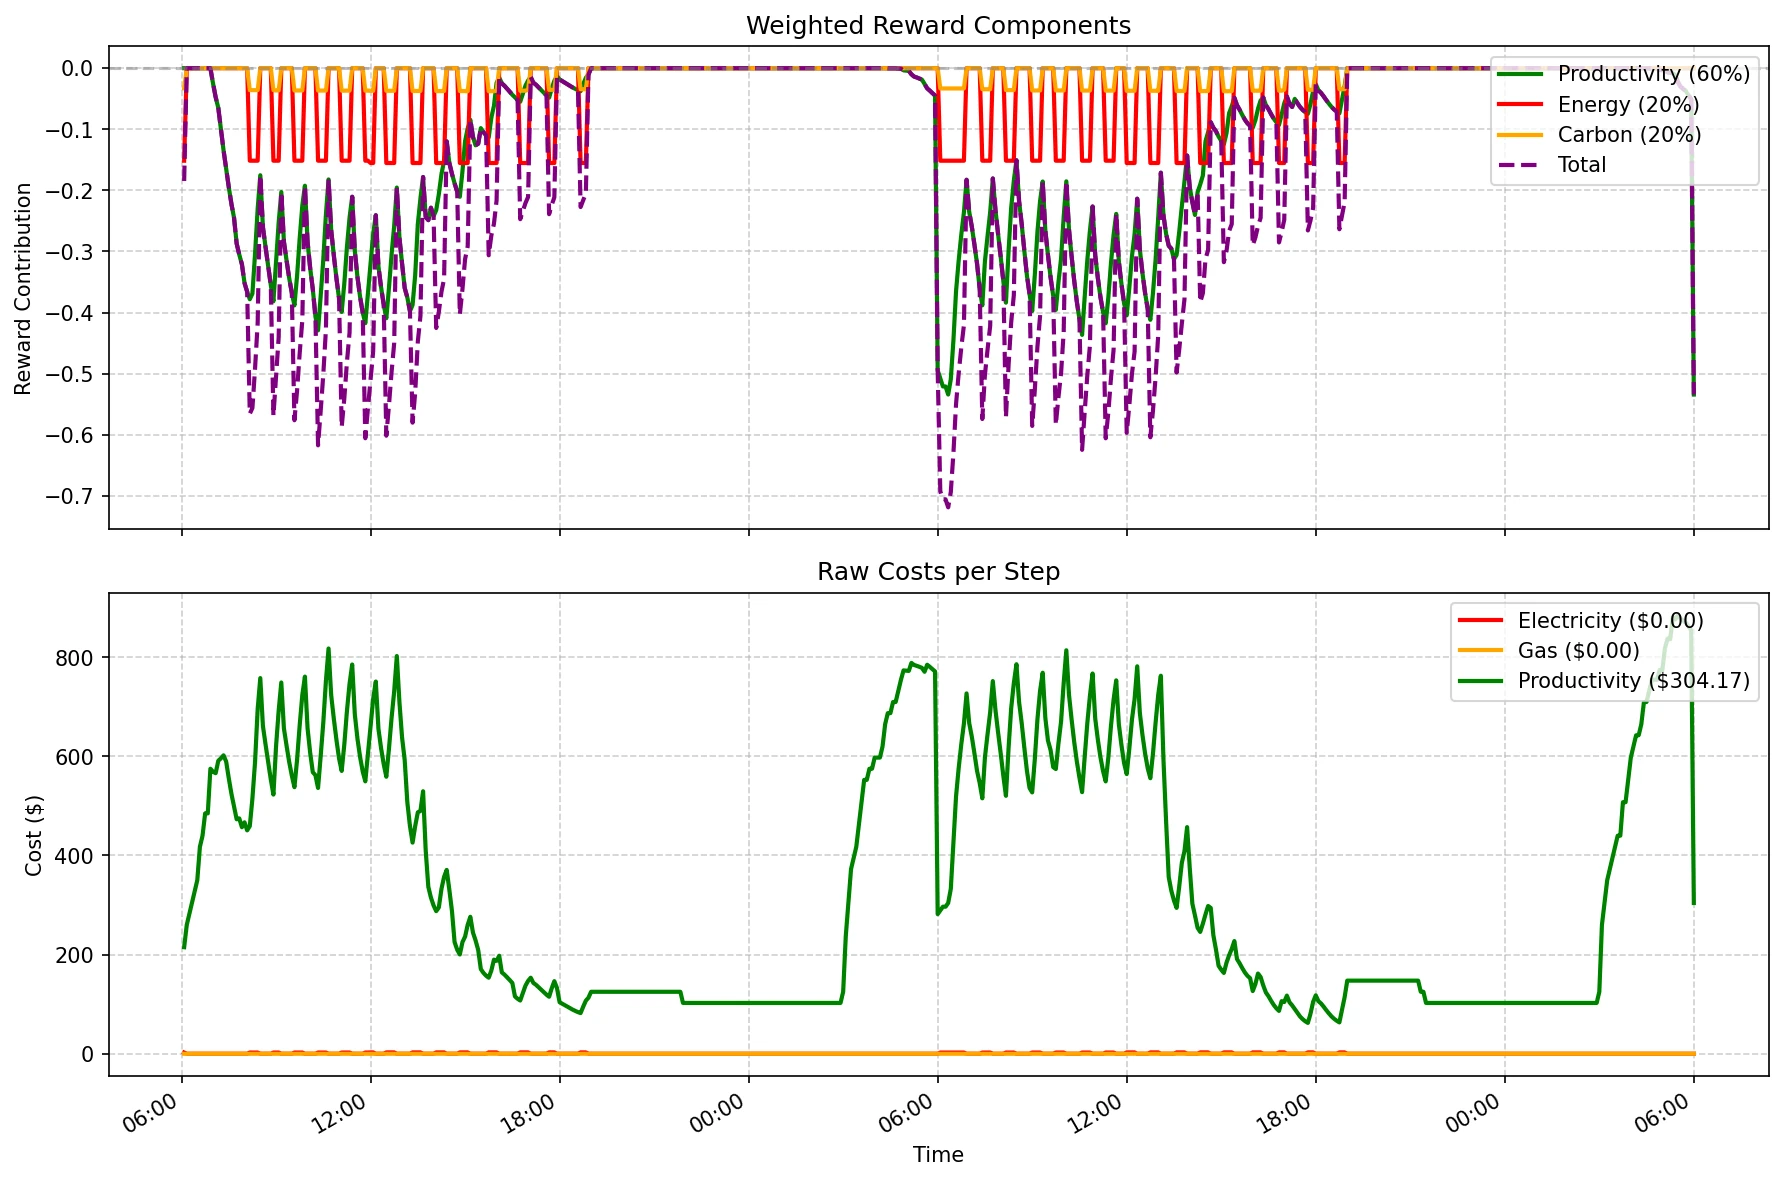 Weighted Reward Components
Reward Contribution
0.0
−0.1
−0.2
−0.3
−0.4
−0.5
−0.6
−0.7
Productivity (60%)
Energy (20%)
Carbon (20%)
Total
Raw Costs per Step
Cost ($)
800
600
400
200
0
Electricity ($0.00)
Gas ($0.00)
Productivity ($304.17)
06:00 12:00 18:00 00:00 06:00 12:00 18:00 00:00 06:00
Time